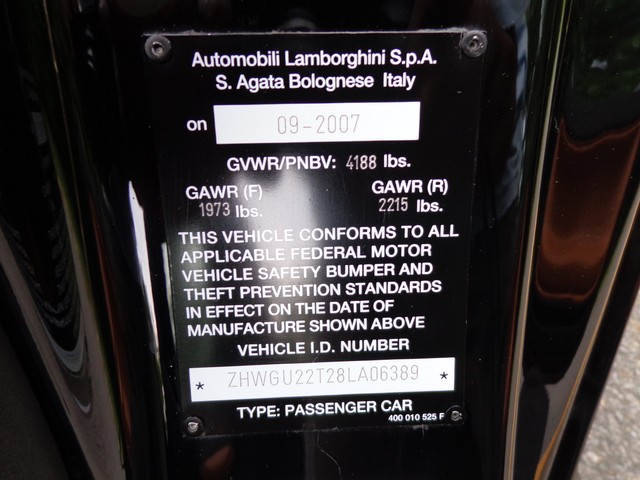 Automobili Lamborghini S.p.A.
S. Agata Bolognese Italy
on 09-2007
GVWR/PNBV: 4188 lbs.
GAWR (F) GAWR (R)
1973 lbs. 2215 lbs.
THIS VEHICLE CONFORMS TO ALL
APPLICABLE FEDERAL MOTOR
VEHICLE SAFETY BUMPER AND
THEFT PREVENTION STANDARDS
IN EFFECT ON THE DATE OF
MANUFACTURE SHOWN ABOVE
VEHICLE I.D. NUMBER
* ZHWGU22T28LA06389 *
TYPE: PASSENGER CAR
400 010 525 F